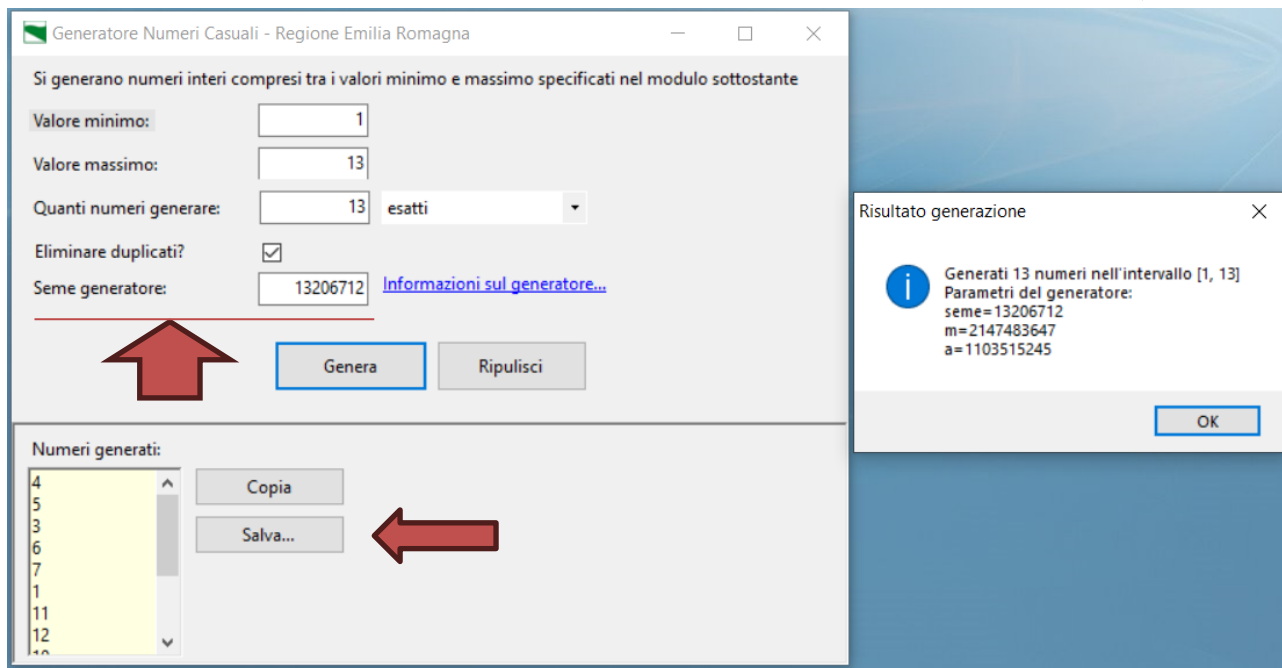 Generatore Numeri Casuali - Regione Emilia Romagna
Si generano numeri interi compresi tra i valori minimo e massimo specificati nel modulo sottostante
Valore minimo: 1
Valore massimo: 13
Quanti numeri generare: 13 esatti
Eliminare duplicati?
Seme generatore: 13206712 Informazioni sul generatore...
Genera Ripulisci
Risultato generazione
Generati 13 numeri nell'intervallo [1, 13]
Parametri del generatore:
seme=13206712
m=2147483647
a=1103515245
OK
Numeri generati:
Copia
Salva...
4
5
3
6
7
1
11
12